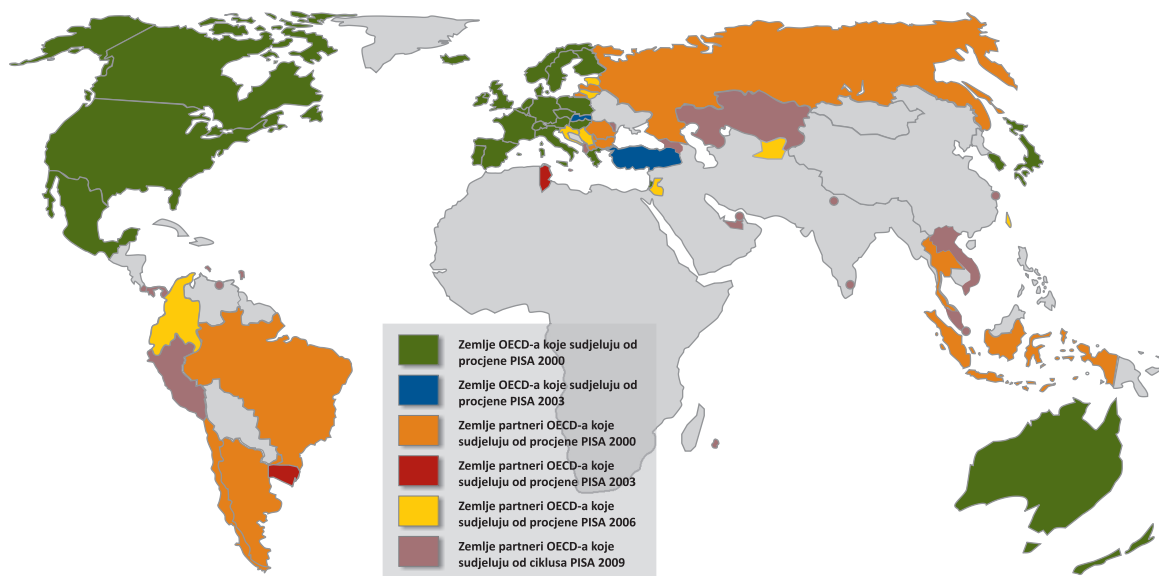 Zemlje OECD-a koje sudjeluju od
procjene PISA 2000
Zemlje OECD-a koje sudjeluju od
procjene PISA 2003
Zemlje partneri OECD-a koje
sudjeluju od procjene PISA 2000
Zemlje partneri OECD-a koje
sudjeluju od procjene PISA 2003
Zemlje partneri OECD-a koje
sudjeluju od procjene PISA 2006
Zemlje partneri OECD-a koje
sudjeluju od ciklusa PISA 2009